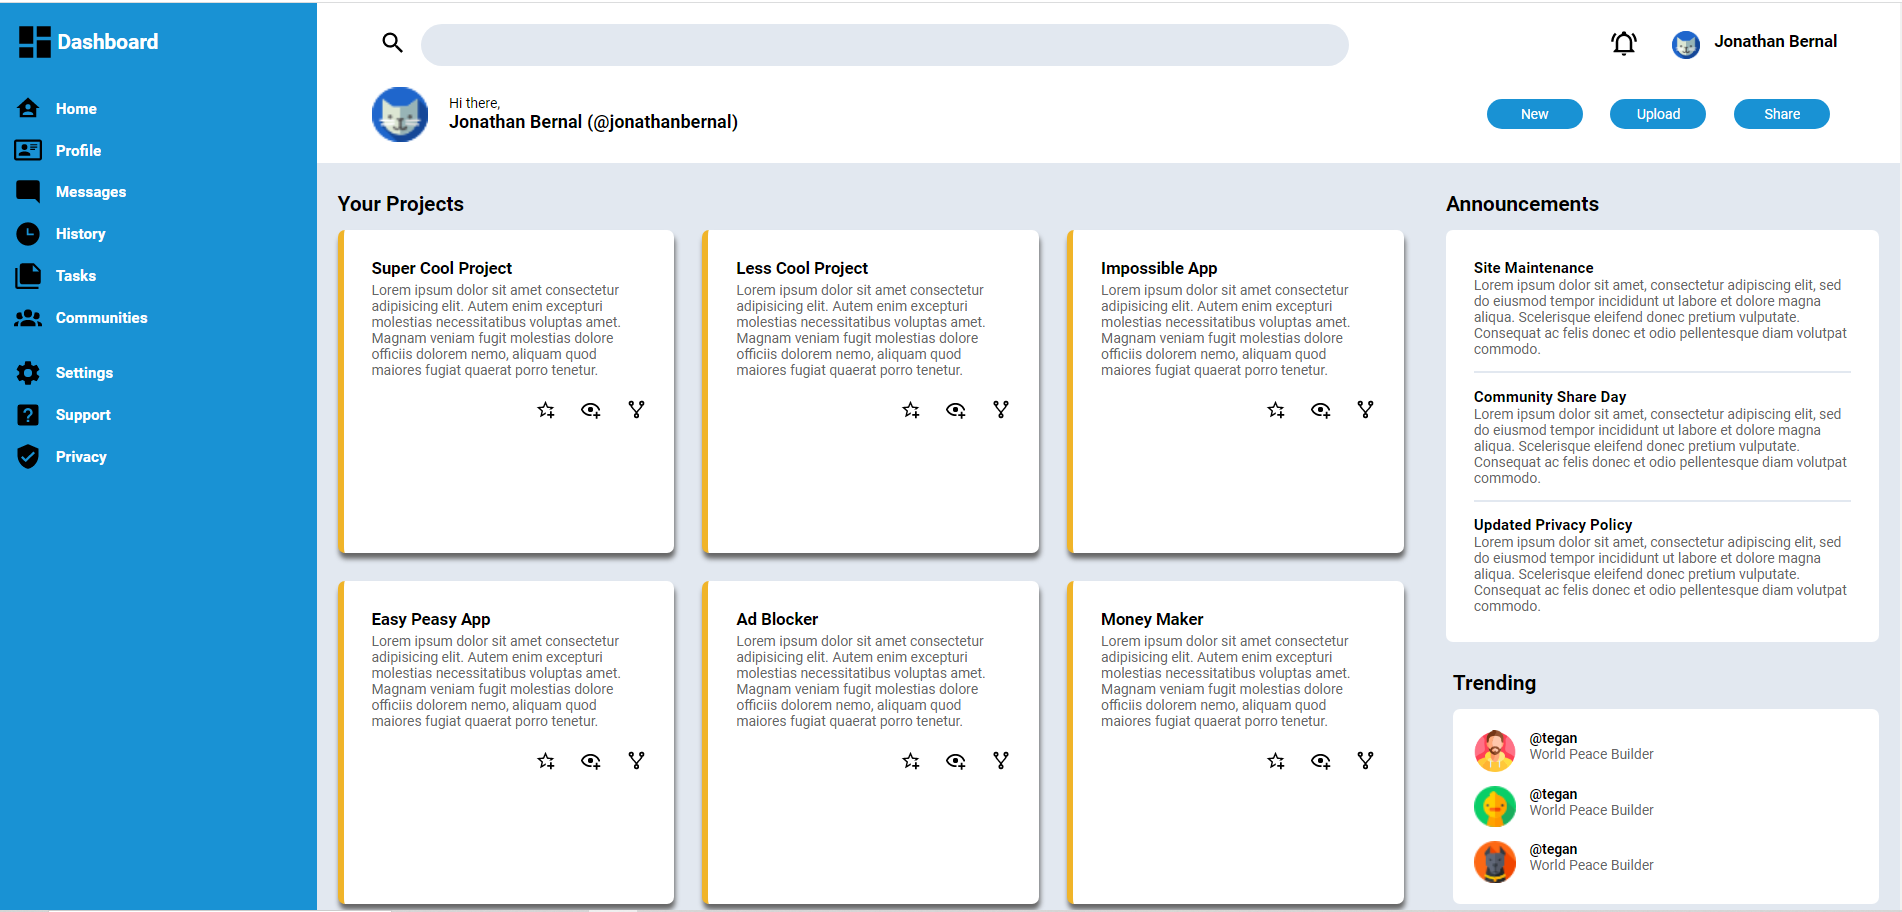 Dashboard
Home
Profile
Messages
History
Tasks
Communities
Settings
Support
Privacy
Jonathan Bernal
Hi there,
Jonathan Bernal (@jonathanbernal)
New
Upload
Share
Your Projects
Super Cool Project
Lorem ipsum dolor sit amet consectetur
adipisicing elit. Autem enim excepturi
molestias necessitatibus voluptas amet.
Magnam veniam fugit molestias dolore
officiis dolorem nemo, aliquam quod
maiores fugiat quaerat porro tenetur.
Less Cool Project
Lorem ipsum dolor sit amet consectetur
adipisicing elit. Autem enim excepturi
molestias necessitatibus voluptas amet.
Magnam veniam fugit molestias dolore
officiis dolorem nemo, aliquam quod
maiores fugiat quaerat porro tenetur.
Impossible App
Lorem ipsum dolor sit amet consectetur
adipisicing elit. Autem enim excepturi
molestias necessitatibus voluptas amet.
Magnam veniam fugit molestias dolore
officiis dolorem nemo, aliquam quod
maiores fugiat quaerat porro tenetur.
Easy Peasy App
Lorem ipsum dolor sit amet consectetur
adipisicing elit. Autem enim excepturi
molestias necessitatibus voluptas amet.
Magnam veniam fugit molestias dolore
officiis dolorem nemo, aliquam quod
maiores fugiat quaerat porro tenetur.
Ad Blocker
Lorem ipsum dolor sit amet consectetur
adipisicing elit. Autem enim excepturi
molestias necessitatibus voluptas amet.
Magnam veniam fugit molestias dolore
officiis dolorem nemo, aliquam quod
maiores fugiat quaerat porro tenetur.
Money Maker
Lorem ipsum dolor sit amet consectetur
adipisicing elit. Autem enim excepturi
molestias necessitatibus voluptas amet.
Magnam veniam fugit molestias dolore
officiis dolorem nemo, aliquam quod
maiores fugiat quaerat porro tenetur.
Announcements
Site Maintenance
Lorem ipsum dolor sit amet, consectetur adipiscing elit, sed
do eiusmod tempor incididunt ut labore et dolore magna
aliqua. Scelerisque eleifend donec pretium vulputate.
Consequat ac felis donec et odio pellentesque diam volutpat
commodo.
Community Share Day
Lorem ipsum dolor sit amet, consectetur adipiscing elit, sed
do eiusmod tempor incididunt ut labore et dolore magna
aliqua. Scelerisque eleifend donec pretium vulputate.
Consequat ac felis donec et odio pellentesque diam volutpat
commodo.
Updated Privacy Policy
Lorem ipsum dolor sit amet, consectetur adipiscing elit, sed
do eiusmod tempor incididunt ut labore et dolore magna
aliqua. Scelerisque eleifend donec pretium vulputate.
Consequat ac felis donec et odio pellentesque diam volutpat
commodo.
Trending
@tegan
World Peace Builder
@tegan
World Peace Builder
@tegan
World Peace Builder